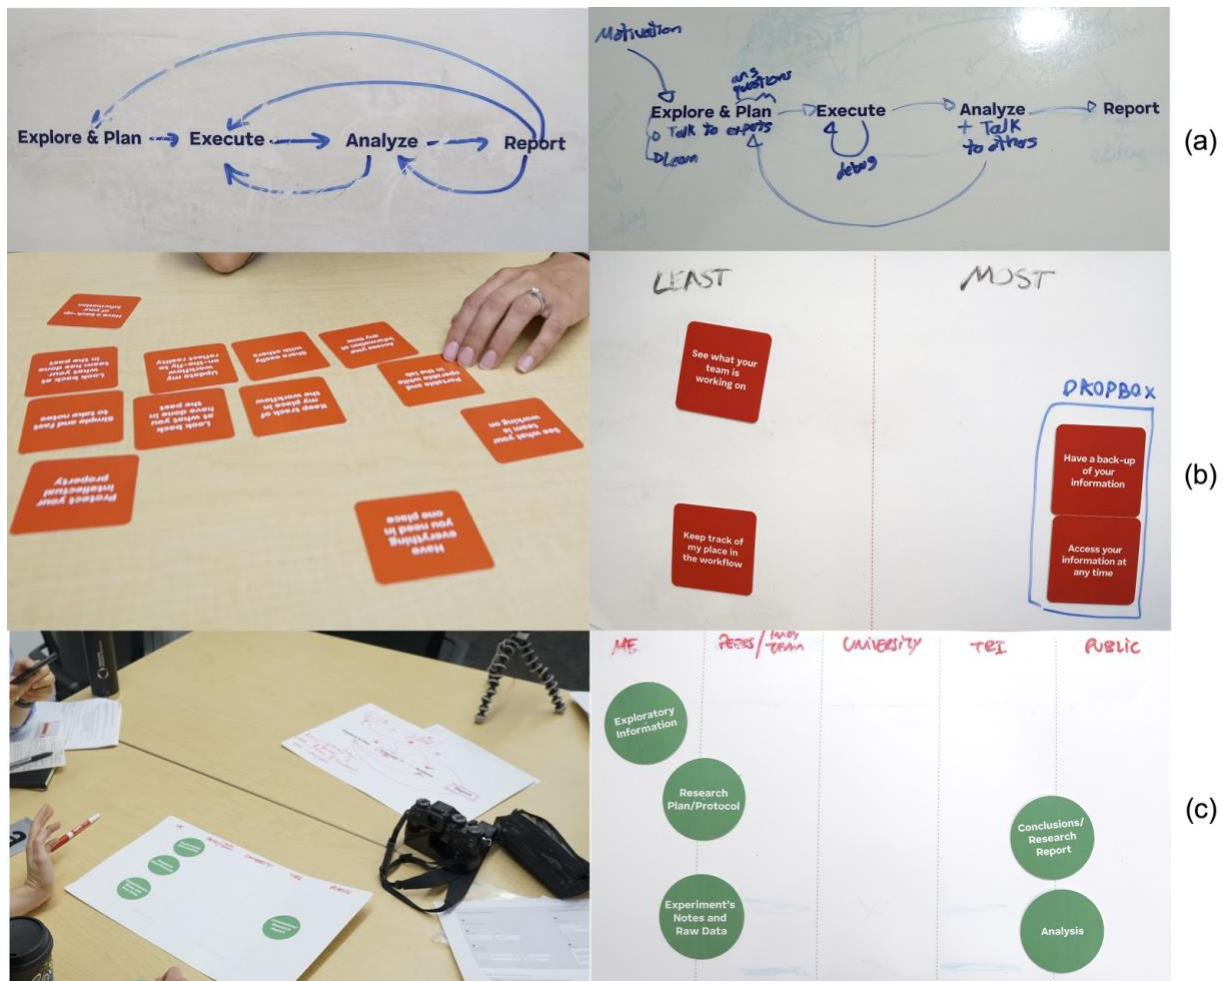 Explore & Plan Execute Analyze Report
Motivation
ans
questions
Explore & Plan Execute Analyze Report
Talk to experts
Learn
debug
+ Talk
to others
(a)
Have a back-up
of your
information
Look back at
what your
team has done
in the past
Update my
workflow
on-the-fly to
reflect reality
Share easily
with others
Access your
information at
any time
Portable and
operable while
in the lab
Simple and fast
to take notes
Look back
at what you
have done in
the past
Keep track of
my place in
the workflow
See what your
team is
working on
Protect your
intellectual
property
Have
everything
you need in
one place
LEAST MOST
See what your
team is
working on
Keep track of
my place in
the workflow
DROPBOX
Have a back-up
of your
information
Access your
information at
any time
(b)
ME PEERS/ TEAM UNIVERSITY TRI PUBLIC
Exploratory
Information
Research
Plan/Protocol
Experiment's
Notes and
Raw Data
Conclusions/
Research
Report
Analysis
(c)